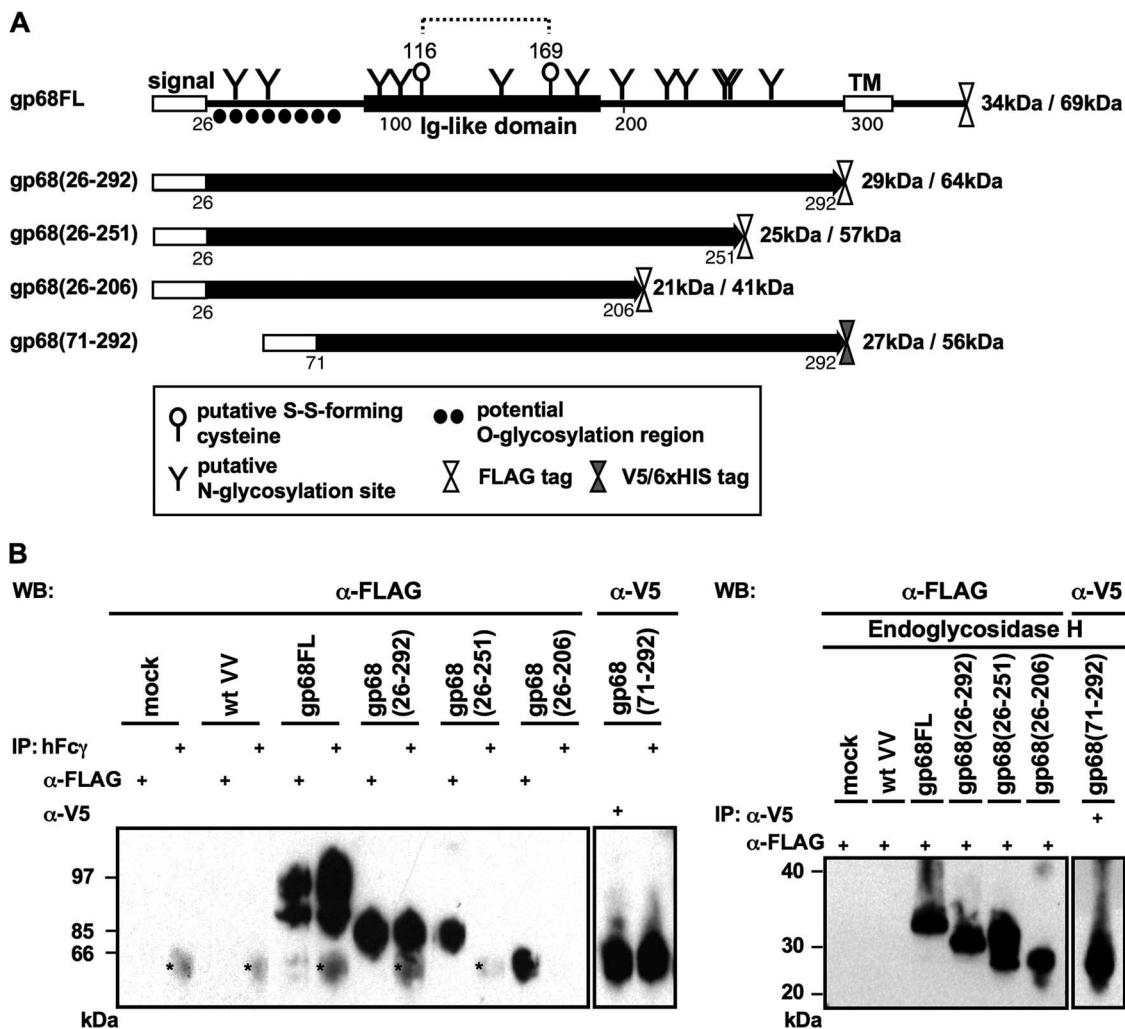 A
116 169
signal TM
gp68FL 34kDa / 69kDa
26 100 Ig-like domain 200 300
gp68(26-292) 29kDa / 64kDa
26 292
gp68(26-251) 25kDa / 57kDa
26 251
gp68(26-206) 21kDa / 41kDa
26 206
gp68(71-292) 27kDa / 56kDa
71 292
putative S-S-forming cysteine
potential O-glycosylation region
putative N-glycosylation site
FLAG tag
V5/6xHIS tag
B
WB: α-FLAG α-V5
mock
wt VV
gp68FL
gp68 (26-292)
gp68 (26-251)
gp68 (26-206)
gp68 (71-292)
IP: hFcγ + + + + + + +
α-FLAG + + + + + +
α-V5 +
97
85
66
* * * * *
kDa
WB: α-FLAG α-V5
Endoglycosidase H
mock
wt VV
gp68FL
gp68(26-292)
gp68(26-251)
gp68(26-206)
gp68(71-292)
IP: α-V5 +
α-FLAG + + + + + +
40
30
20
kDa